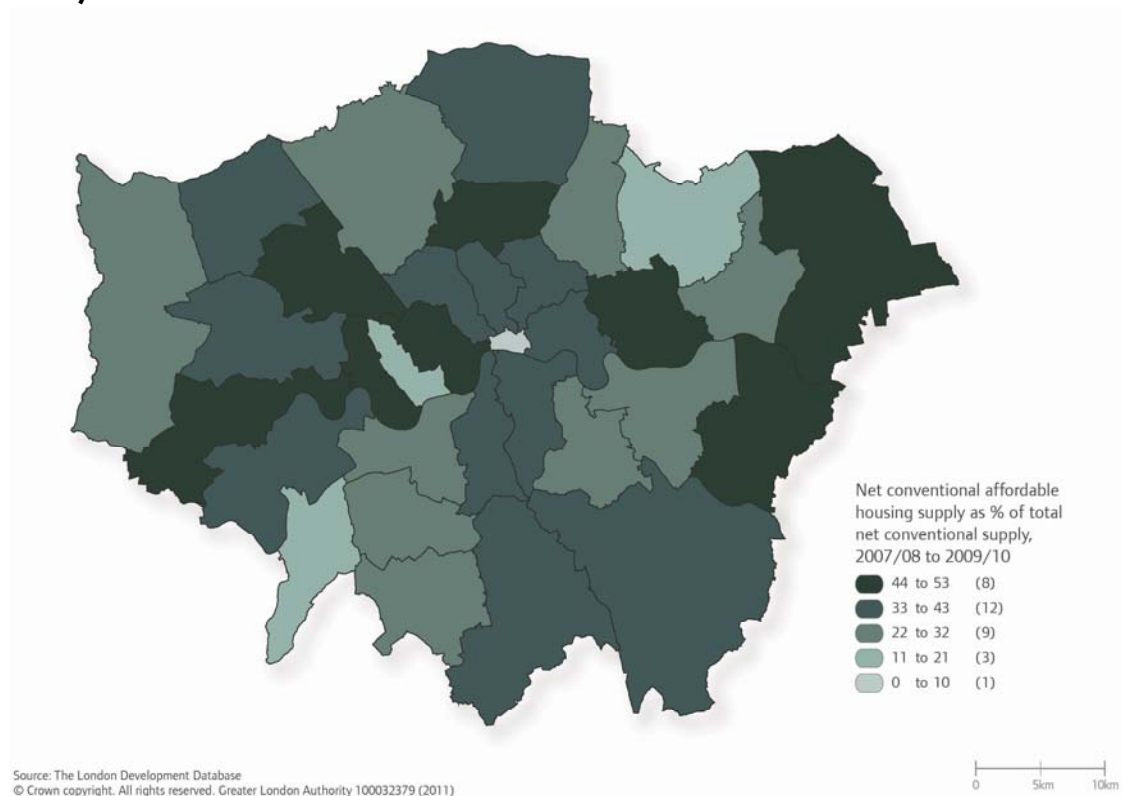 Net conventional affordable
housing supply as % of total
net conventional supply,
2007/08 to 2009/10
44 to 53 (8)
33 to 43 (12)
22 to 32 (9)
11 to 21 (3)
0 to 10 (1)
Source: The London Development Database
© Crown copyright. All rights reserved. Greater London Authority 100032379 (2011)
0 5km 10km